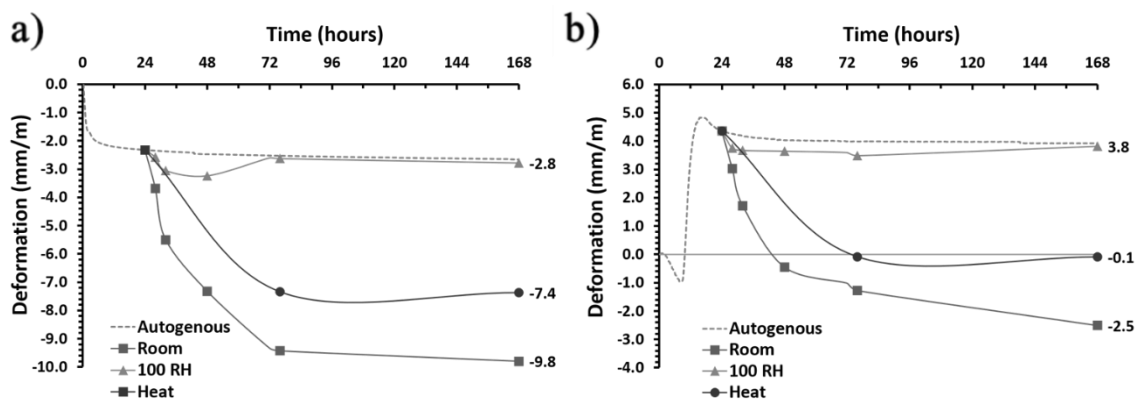 a)
Time (hours)
0 24 48 72 96 120 144 168
Deformation (mm/m)
0.0
-1.0
-2.0
-3.0
-4.0
-5.0
-6.0
-7.0
-8.0
-9.0
-10.0
-2.8
-7.4
-9.8
Autogenous
Room
100 RH
Heat
b)
Time (hours)
0 24 48 72 96 120 144 168
Deformation (mm/m)
6.0
5.0
4.0
3.0
2.0
1.0
0.0
-1.0
-2.0
-3.0
-4.0
3.8
-0.1
-2.5
Autogenous
Room
100 RH
Heat